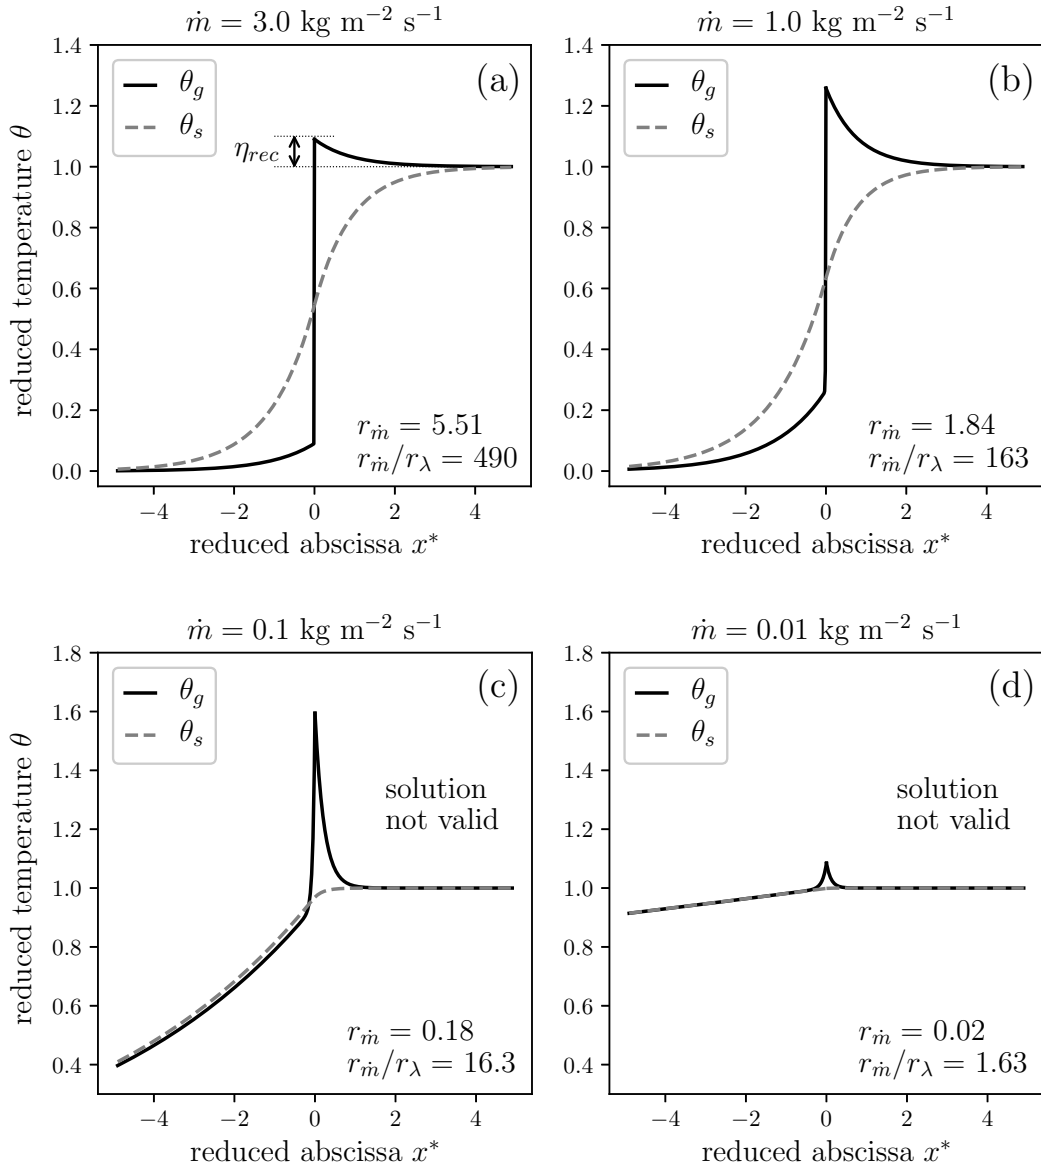 ṁ = 3.0 kg m⁻² s⁻¹
reduced temperature θ
1.4
1.2
1.0
0.8
0.6
0.4
0.2
0.0
θg
θs
(a)
ηrec
rṁ = 5.51
rṁ/rλ = 490
−4 −2 0 2 4
reduced abscissa x*
ṁ = 1.0 kg m⁻² s⁻¹
1.4
1.2
1.0
0.8
0.6
0.4
0.2
0.0
θg
θs
(b)
rṁ = 1.84
rṁ/rλ = 163
−4 −2 0 2 4
reduced abscissa x*
ṁ = 0.1 kg m⁻² s⁻¹
reduced temperature θ
1.8
1.6
1.4
1.2
1.0
0.8
0.6
0.4
θg
θs
(c)
solution
not valid
rṁ = 0.18
rṁ/rλ = 16.3
−4 −2 0 2 4
reduced abscissa x*
ṁ = 0.01 kg m⁻² s⁻¹
1.8
1.6
1.4
1.2
1.0
0.8
0.6
0.4
θg
θs
(d)
solution
not valid
rṁ = 0.02
rṁ/rλ = 1.63
−4 −2 0 2 4
reduced abscissa x*